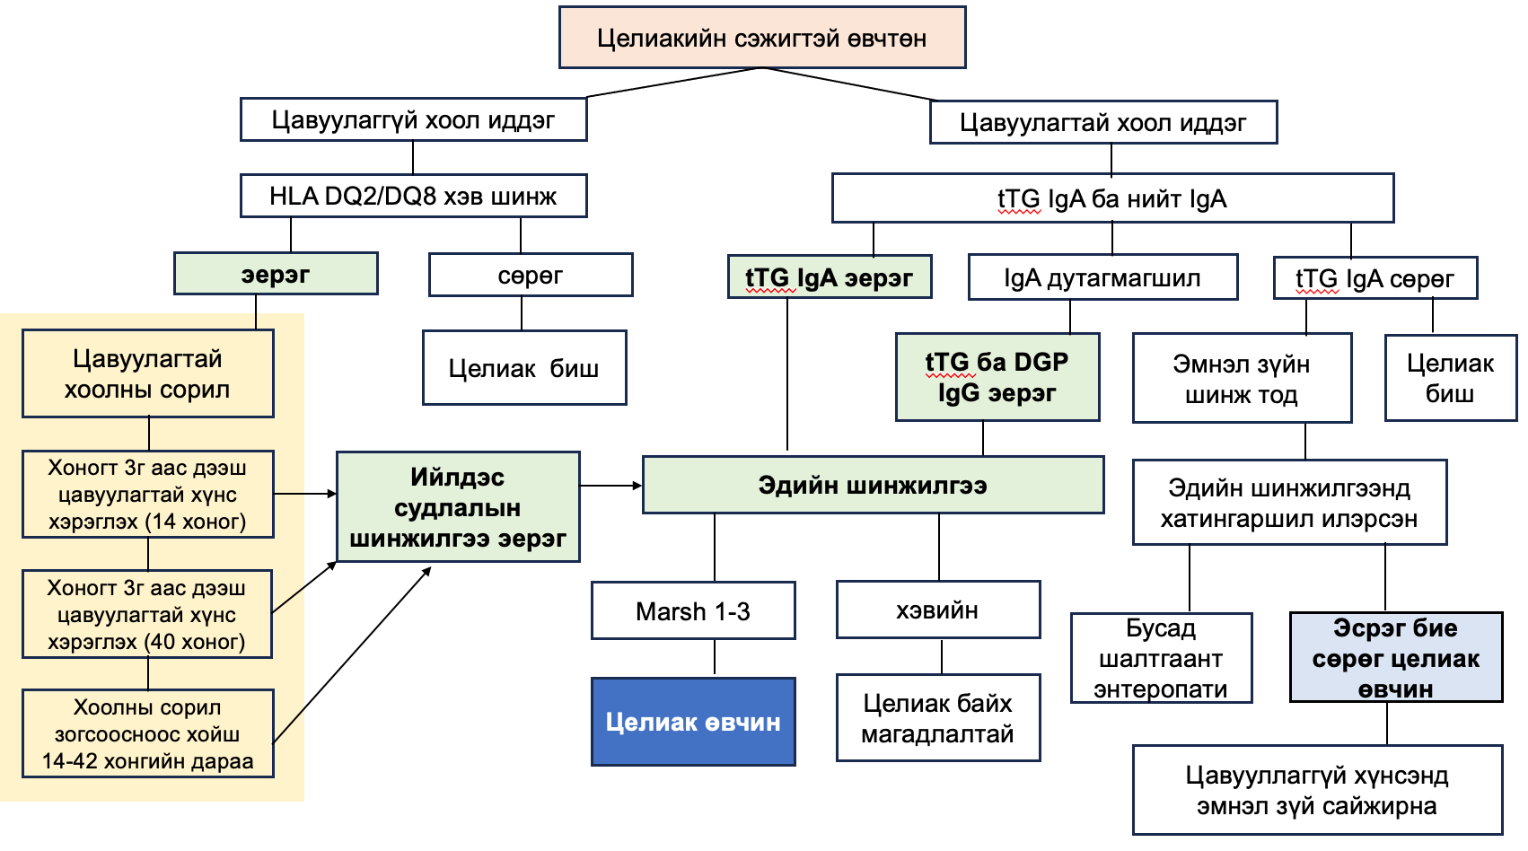 Целиакийн сэжигтэй өвчтөн
Цавуулаггүй хоол иддэг
Цавуулагтай хоол иддэг
HLA DQ2/DQ8 хэв шинж
tTG IgA ба нийт IgA
эерэг
сөрөг
tTG IgA эерэг
IgA дутагмагшил
tTG IgA сөрөг
Цавуулагтай
хоолны сорил
Целиак биш
tTG ба DGP
IgG эерэг
Эмнэл зүйн
шинж тод
Целиак
биш
Хоногт 3г аас дээш
цавуулагтай хүнс
хэрэглэх (14 хоног)
Ийлдэс
судлалын
шинжилгээ эерэг
Эдийн шинжилгээ
Эдийн шинжилгээнд
хатингаршил илэрсэн
Хоногт 3г аас дээш
цавуулагтай хүнс
хэрэглэх (40 хоног)
Marsh 1-3
хэвийн
Бусад
шалтгаант
энтеропати
Эсрэг бие
сөрөг целиак
өвчин
Хоолны сорил
зогсоосноос хойш
14-42 хонгийн дараа
Целиак өвчин
Целиак байх
магадлалтай
Цавууллаггүй хүнсэнд
эмнэл зүй сайжирна